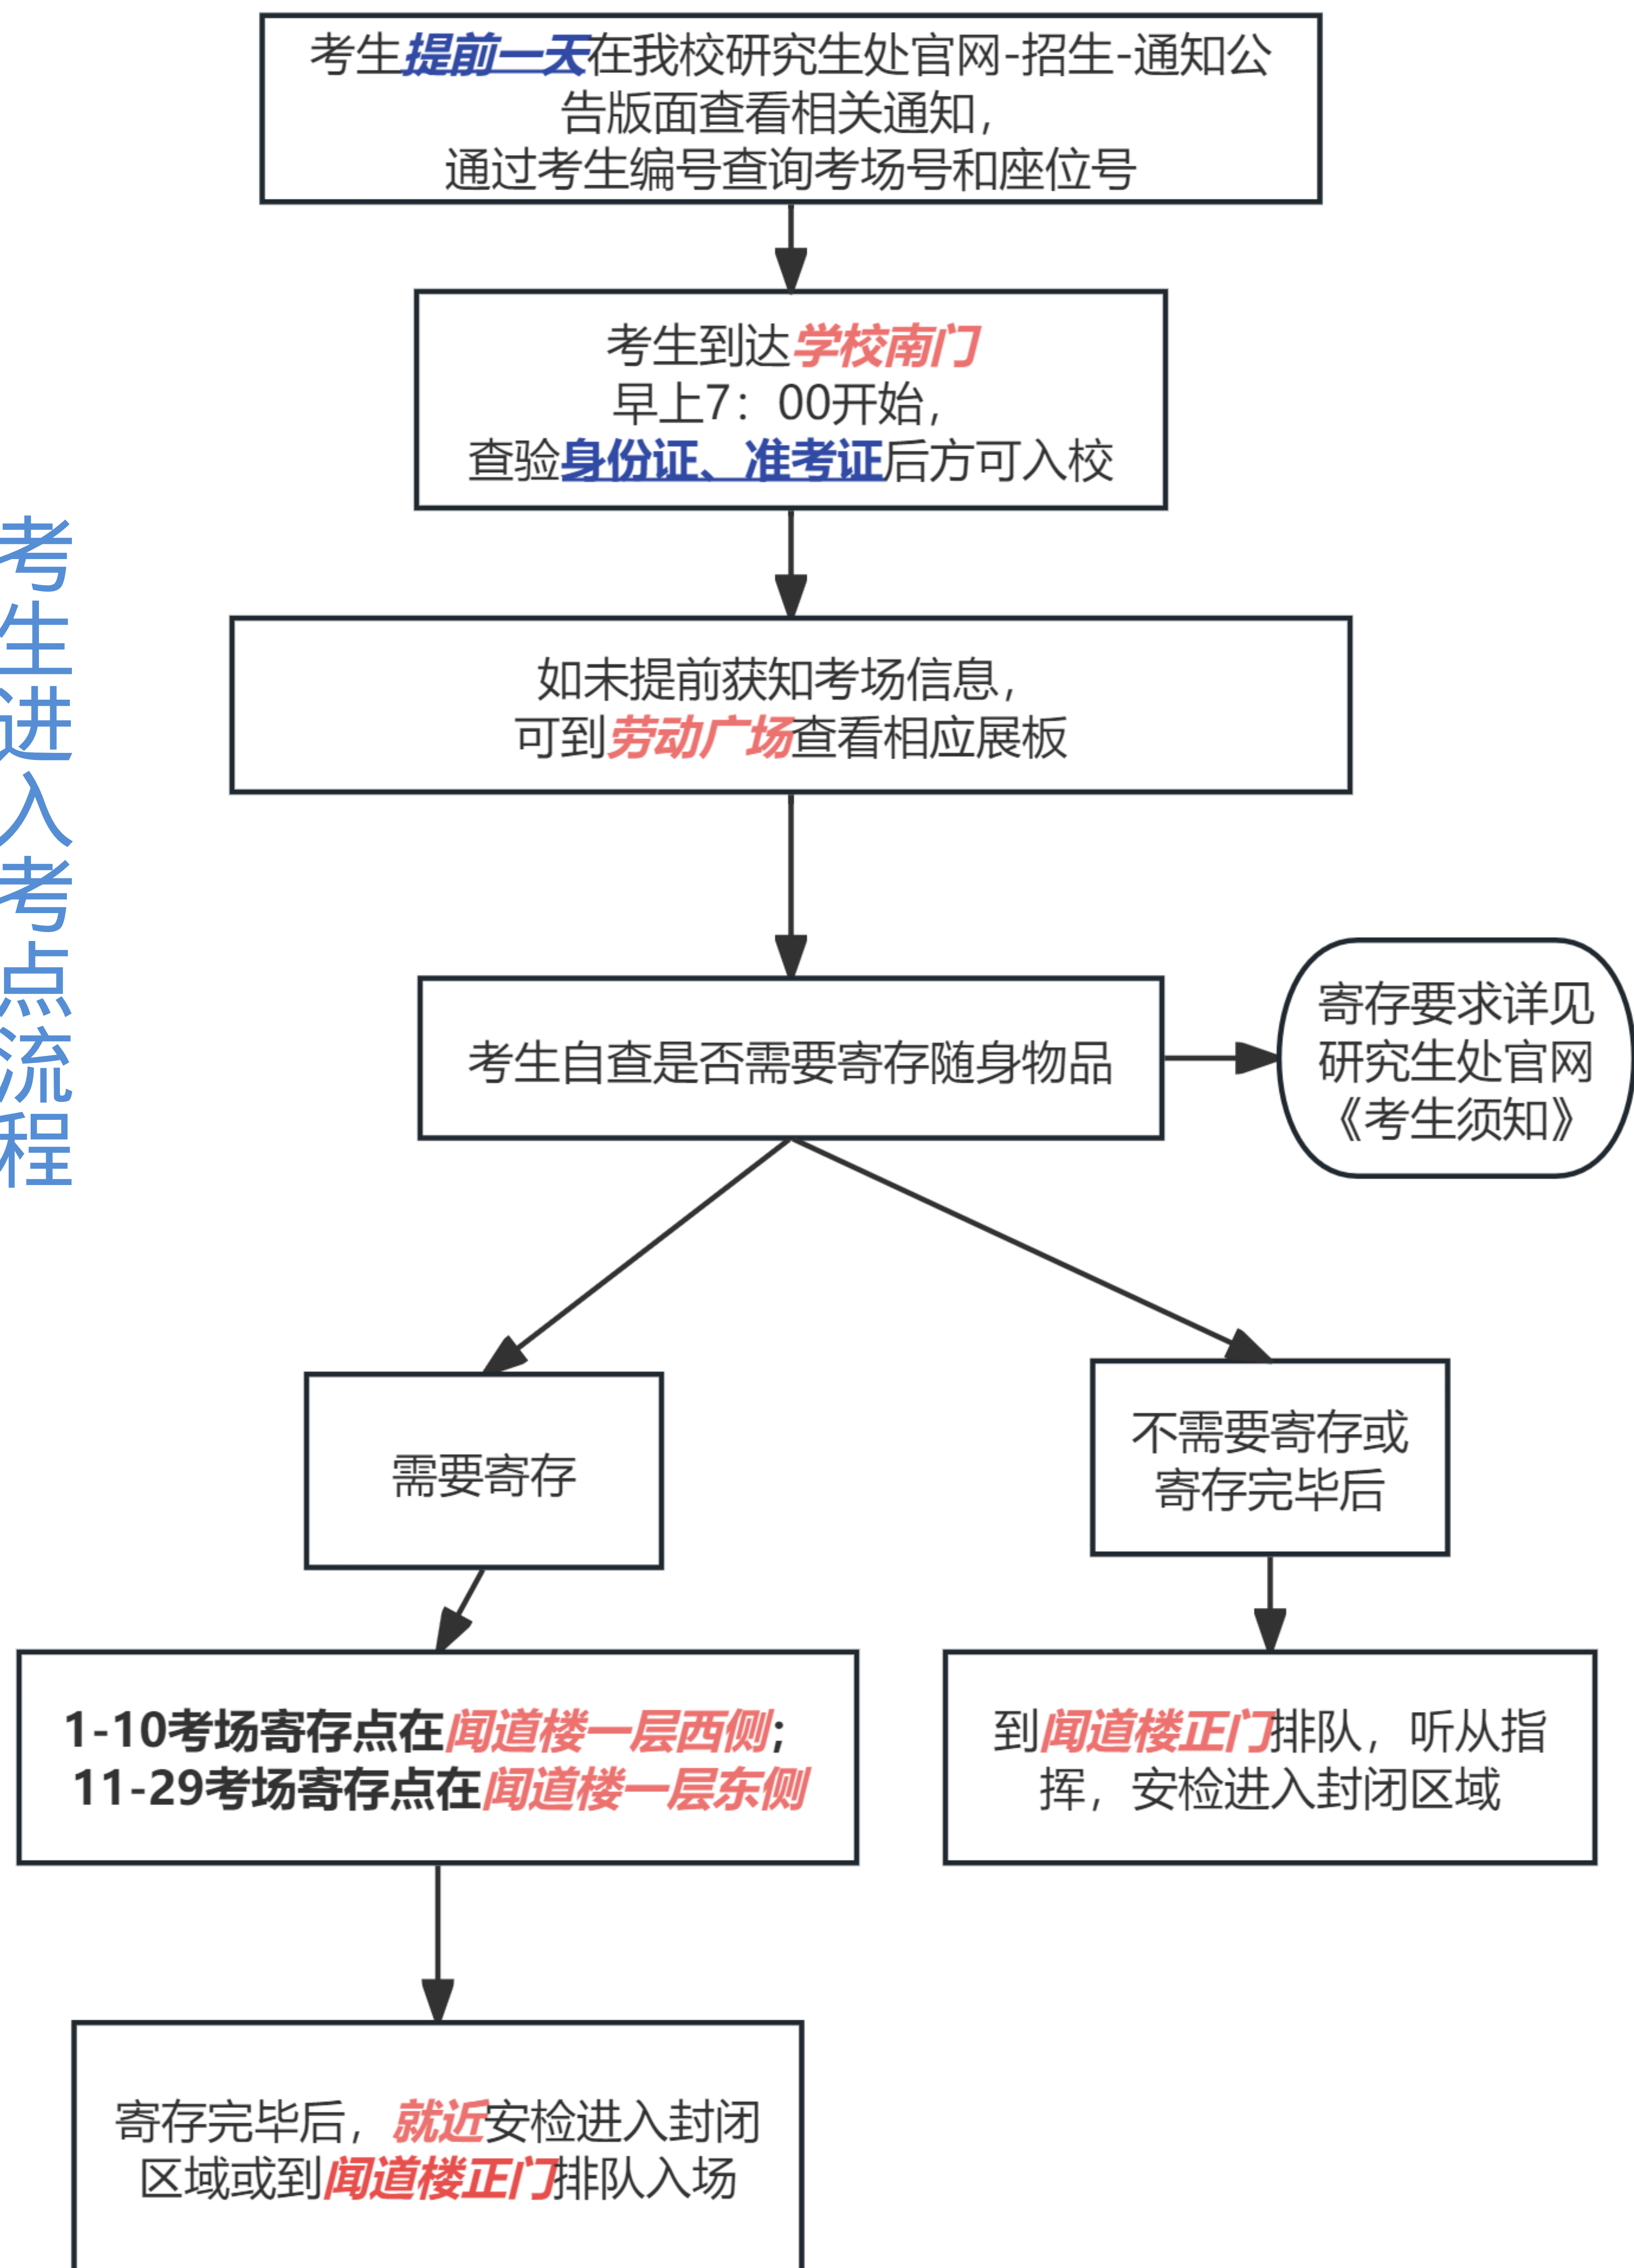 考生提前一天在我校研究生处官网-招生-通知公
告版面查看相关通知，
通过考生编号查询考场号和座位号
考生到达学校南门
早上7：00开始，
查验身份证、准考证后方可入校
考生进入考点流程
如未提前获知考场信息，
可到劳动广场查看相应展板
考生自查是否需要寄存随身物品
寄存要求详见
研究生处官网
《考生须知》
需要寄存
不需要寄存或
寄存完毕后
1-10考场寄存点在闻道楼一层西侧；
11-29考场寄存点在闻道楼一层东侧
到闻道楼正门排队，听从指
挥，安检进入封闭区域
寄存完毕后，就近安检进入封闭
区域或到闻道楼正门排队入场